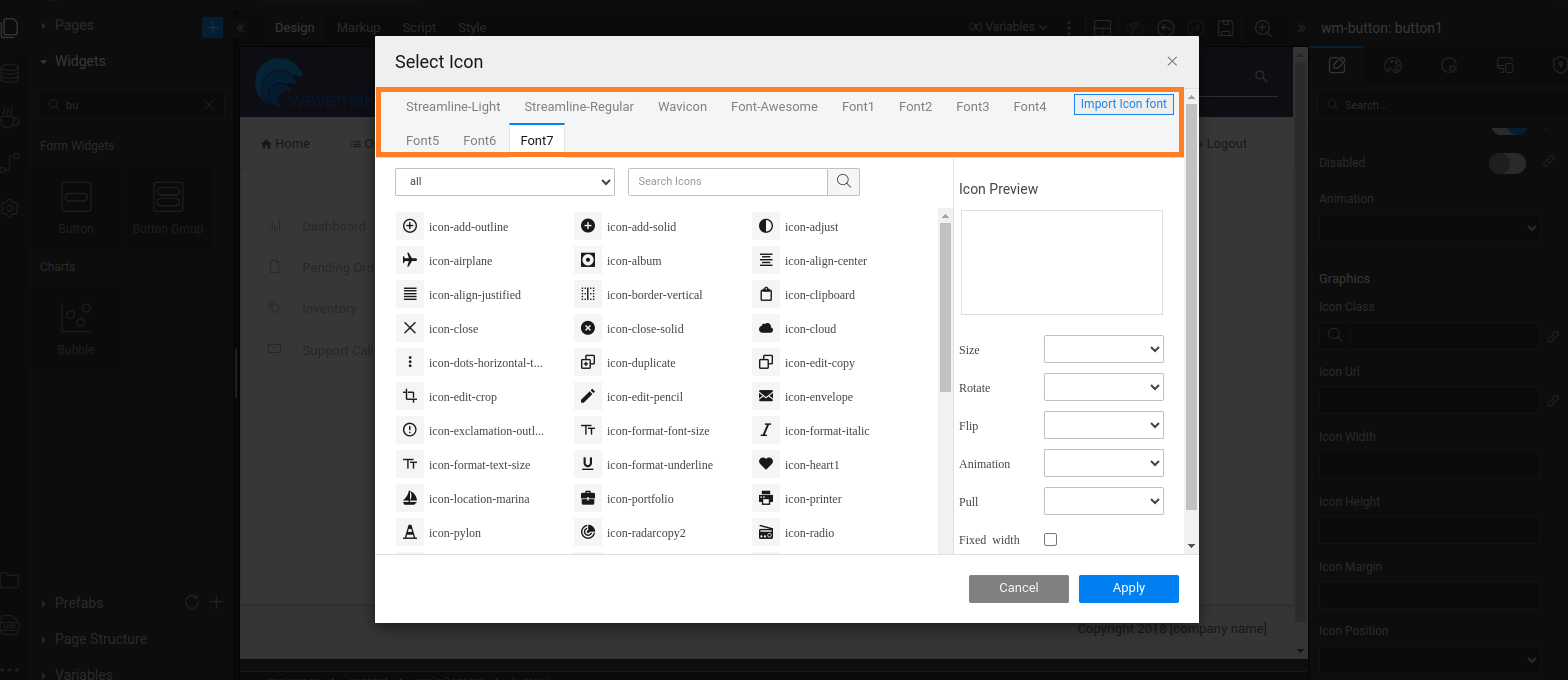 Pages
Design
Markup
Script
Style
(X) Variables
wm-button: button1
Widgets
Select Icon
bu
Streamline-Light
Streamline-Regular
Wavicon
Font-Awesome
Font1
Font2
Font3
Font4
Import Icon font
Search...
Font5
Font6
Font7
Form Widgets
Home
Logout
Disabled
all
Search Icons
Icon Preview
Animation
Button
Button Group
Dashboard
icon-add-outline
icon-add-solid
icon-adjust
Charts
Pending Ord
icon-airplane
icon-album
icon-align-center
Graphics
Inventory
icon-align-justified
icon-border-vertical
icon-clipboard
Icon Class
Bubble
Support Call
icon-close
icon-close-solid
icon-cloud
Size
icon-dots-horizontal-t...
icon-duplicate
icon-edit-copy
Icon Url
Rotate
icon-edit-crop
icon-edit-pencil
icon-envelope
Flip
icon-exclamation-outl...
icon-format-font-size
icon-format-italic
Icon Width
Animation
icon-format-text-size
icon-format-underline
icon-heart1
Pull
icon-location-marina
icon-portfolio
icon-printer
Icon Height
icon-pylon
icon-radarcopy2
icon-radio
Fixed width
Icon Margin
Cancel
Apply
Prefabs
Copyright 2018 [company name]
Icon Position
Page Structure
Variables